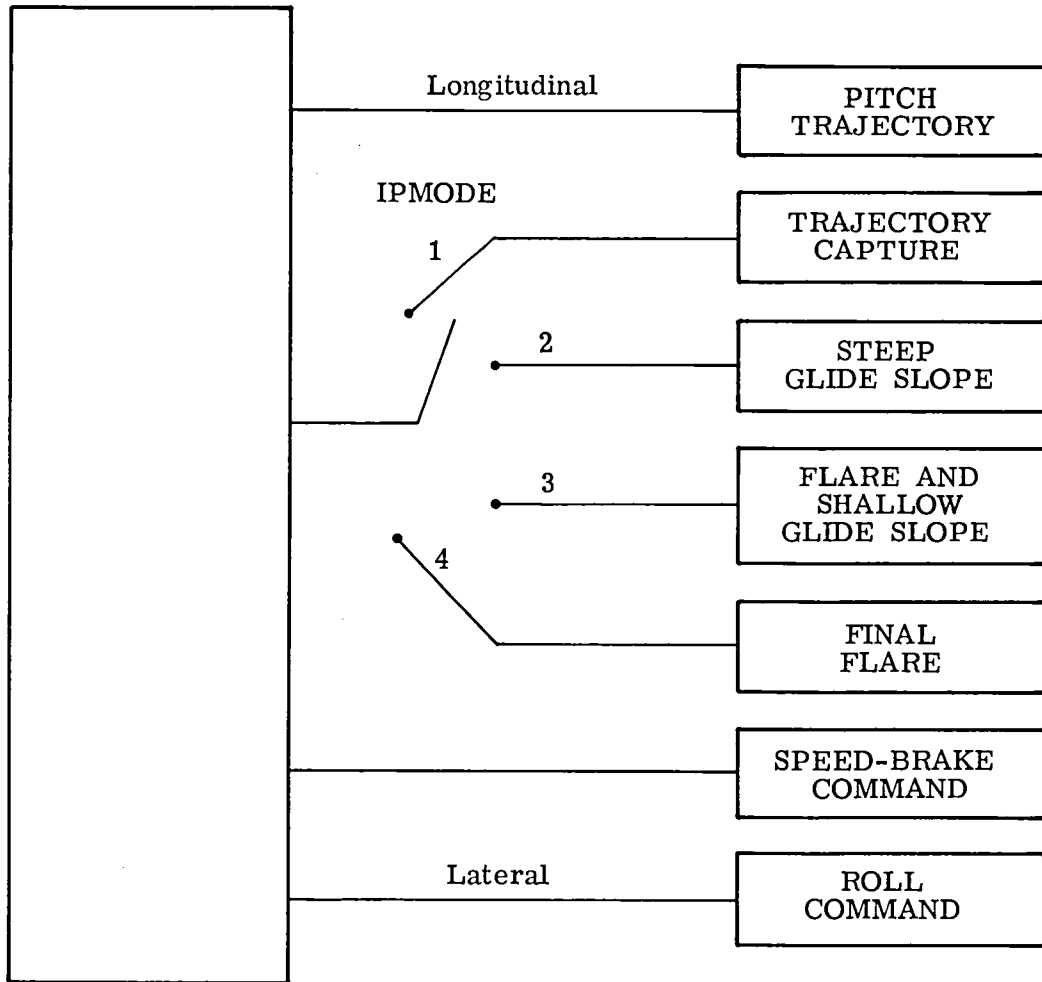 Longitudinal
PITCH
TRAJECTORY
IPMODE
1
TRAJECTORY
CAPTURE
2
STEEP
GLIDE SLOPE
3
FLARE AND
SHALLOW
GLIDE SLOPE
4
FINAL
FLARE
SPEED-BRAKE
COMMAND
Lateral
ROLL
COMMAND